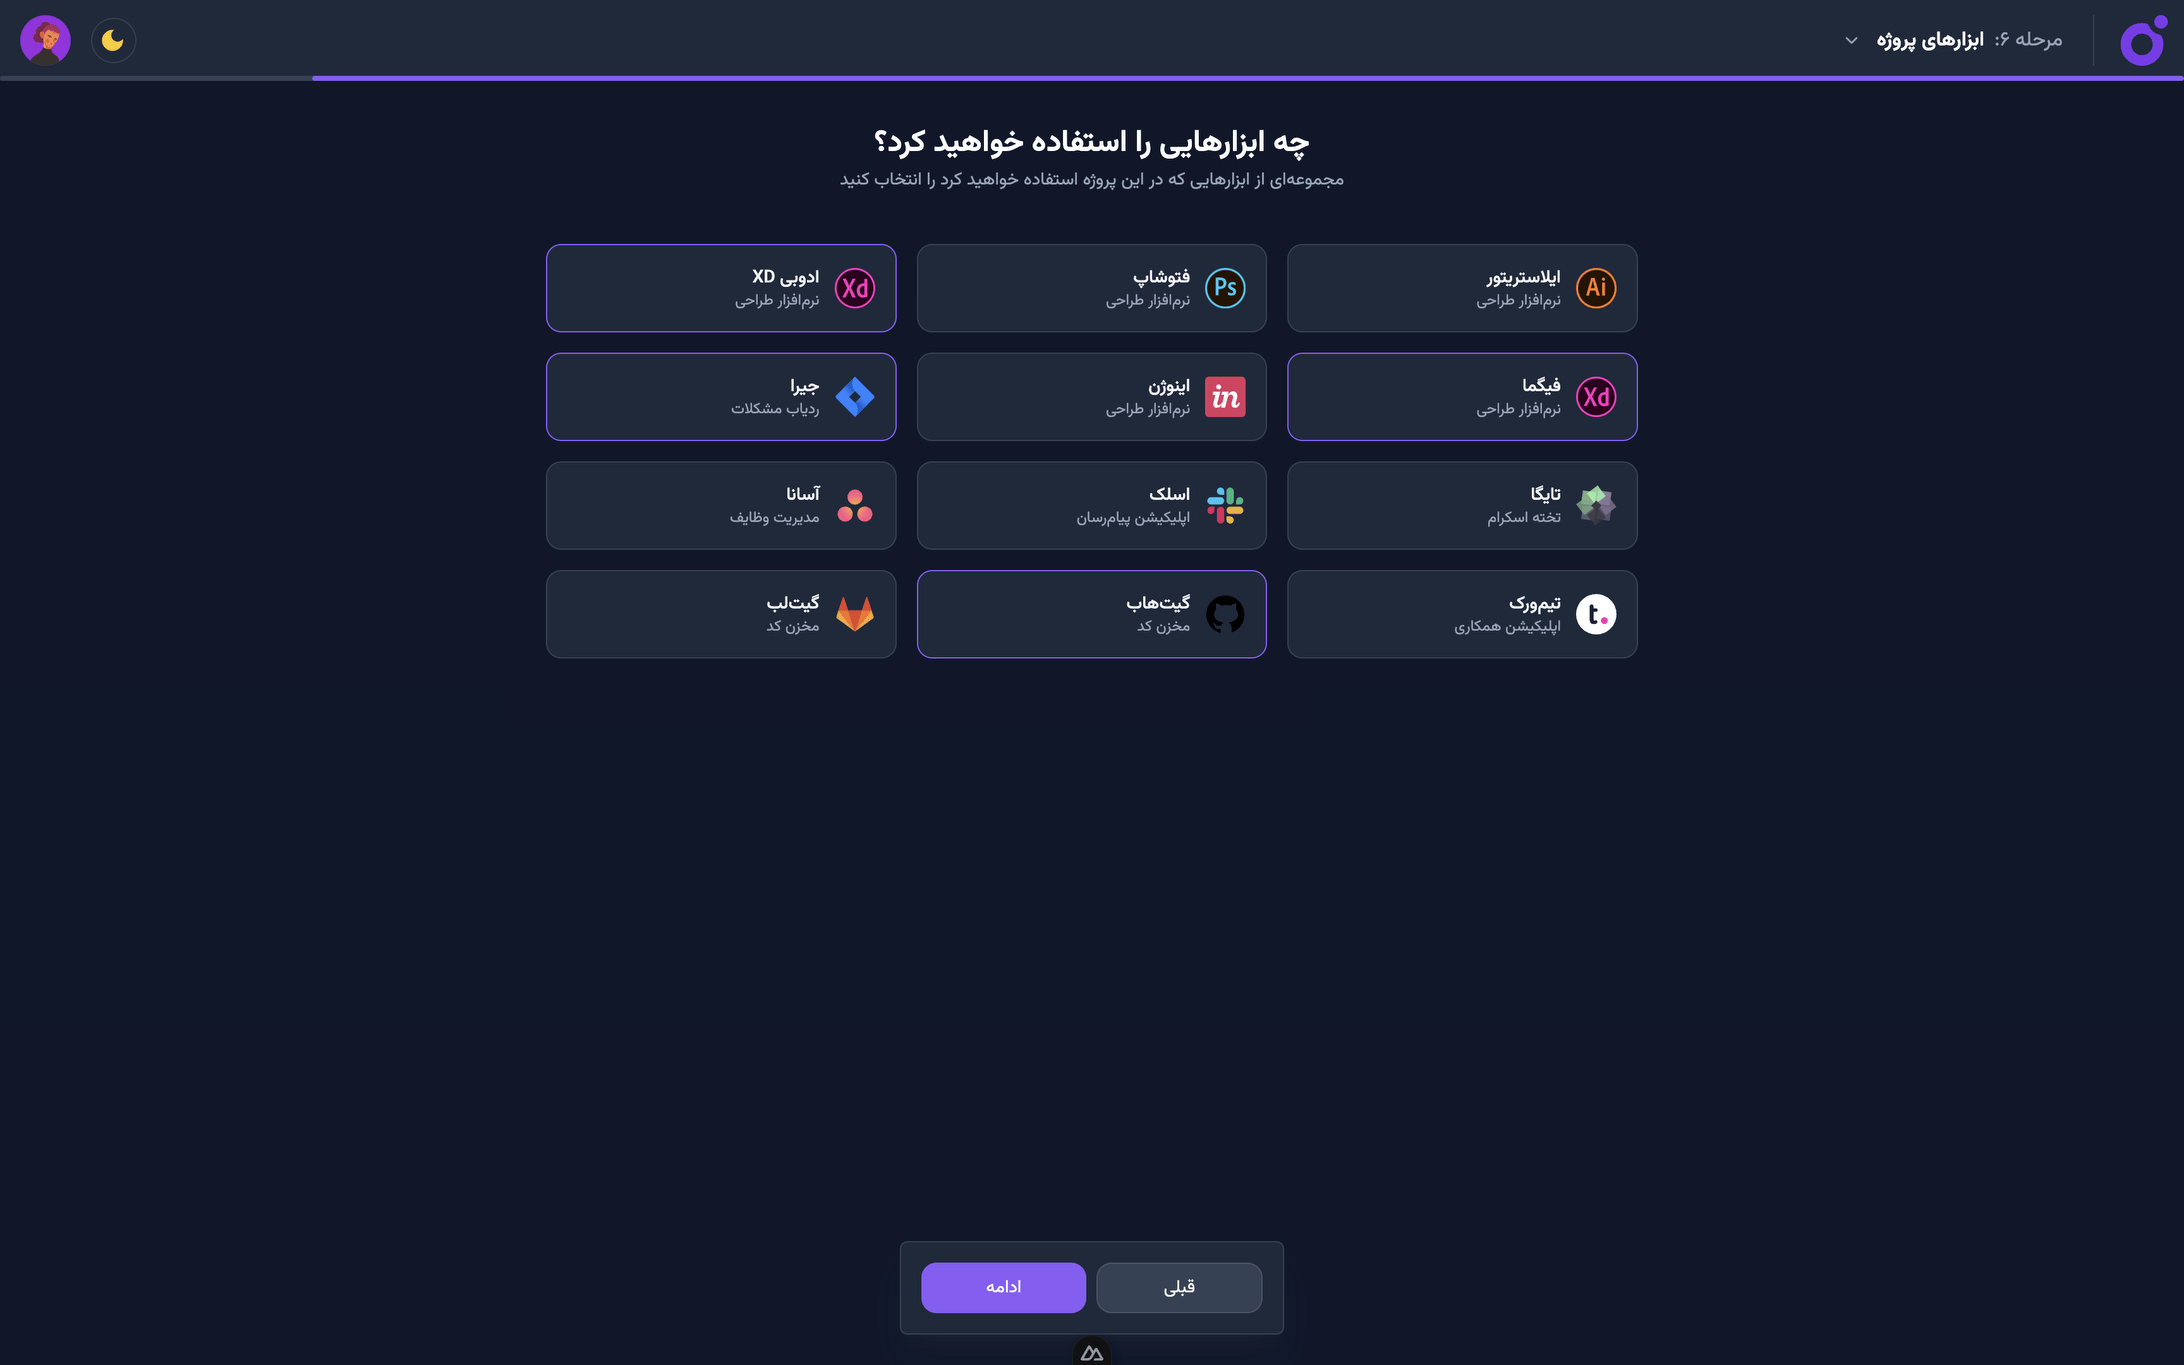 مرحله ۶: ابزارهای پروژه
چه ابزارهایی را استفاده خواهید کرد؟
مجموعه‌ای از ابزارهایی که در این پروژه استفاده خواهید کرد را انتخاب کنید
Ai
ایلاستریتور
نرم‌افزار طراحی
Ps
فتوشاپ
نرم‌افزار طراحی
Xd
ادوبی XD
نرم‌افزار طراحی
Xd
فیگما
نرم‌افزار طراحی
in
اینوژن
نرم‌افزار طراحی
جیرا
ردیاب مشکلات
تایگا
تخته اسکرام
اسلک
اپلیکیشن پیام‌رسان
آسانا
مدیریت وظایف
t.
تیم‌ورک
اپلیکیشن همکاری
گیت‌هاب
مخزن کد
گیت‌لب
مخزن کد
قبلی
ادامه